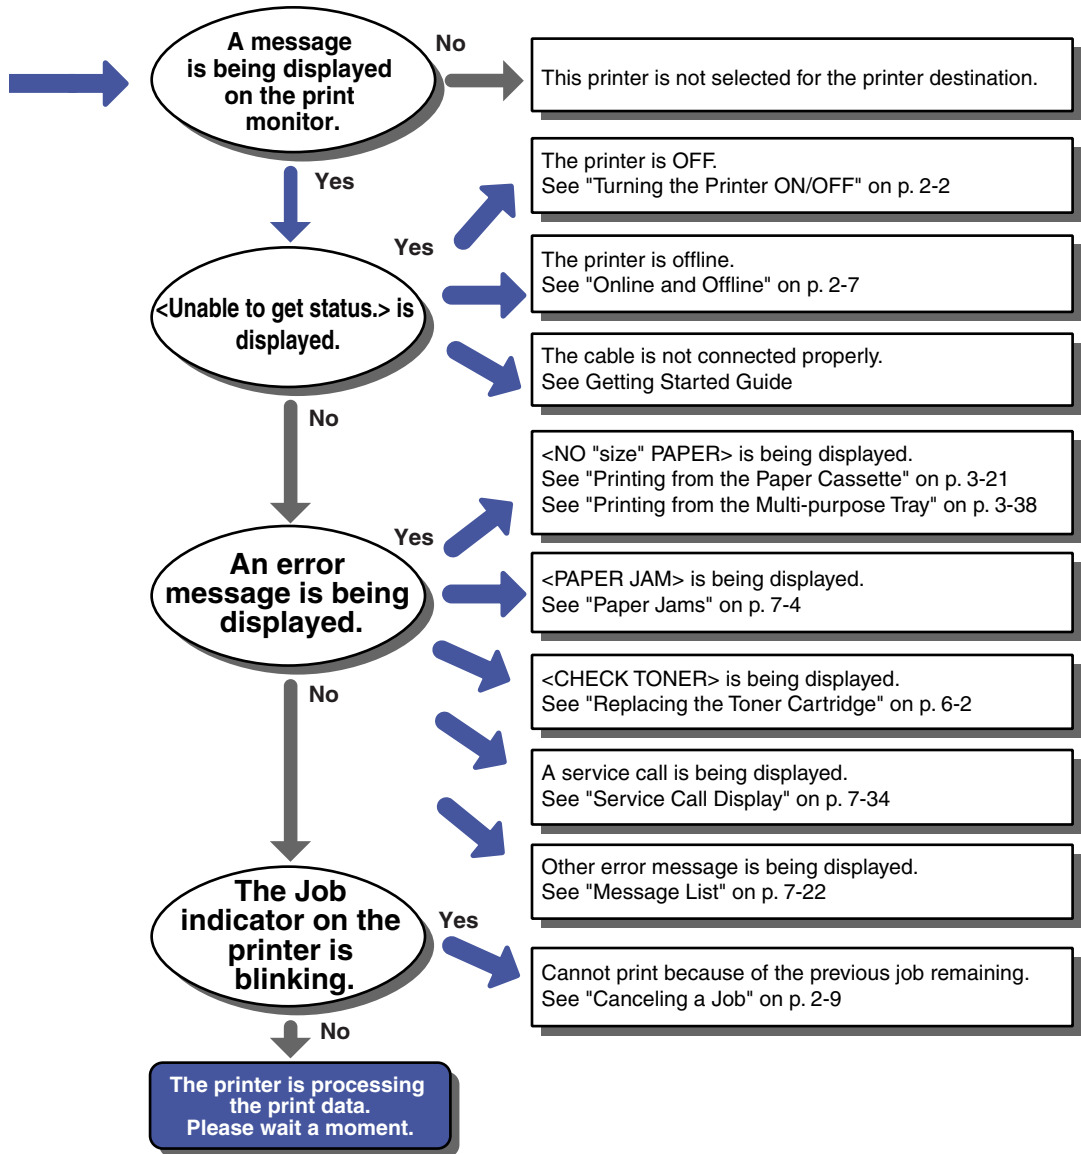 A message
is being displayed
on the print
monitor.
No
This printer is not selected for the printer destination.
Yes
The printer is OFF.
See "Turning the Printer ON/OFF" on p. 2-2
Yes
<Unable to get status.> is
displayed.
The printer is offline.
See "Online and Offline" on p. 2-7
The cable is not connected properly.
See Getting Started Guide
No
<NO "size" PAPER> is being displayed.
See "Printing from the Paper Cassette" on p. 3-21
See "Printing from the Multi-purpose Tray" on p. 3-38
Yes
An error
message is being
displayed.
<PAPER JAM> is being displayed.
See "Paper Jams" on p. 7-4
<CHECK TONER> is being displayed.
See "Replacing the Toner Cartridge" on p. 6-2
No
A service call is being displayed.
See "Service Call Display" on p. 7-34
Other error message is being displayed.
See "Message List" on p. 7-22
The Job
indicator on the
printer is
blinking.
Yes
Cannot print because of the previous job remaining.
See "Canceling a Job" on p. 2-9
No
The printer is processing
the print data.
Please wait a moment.